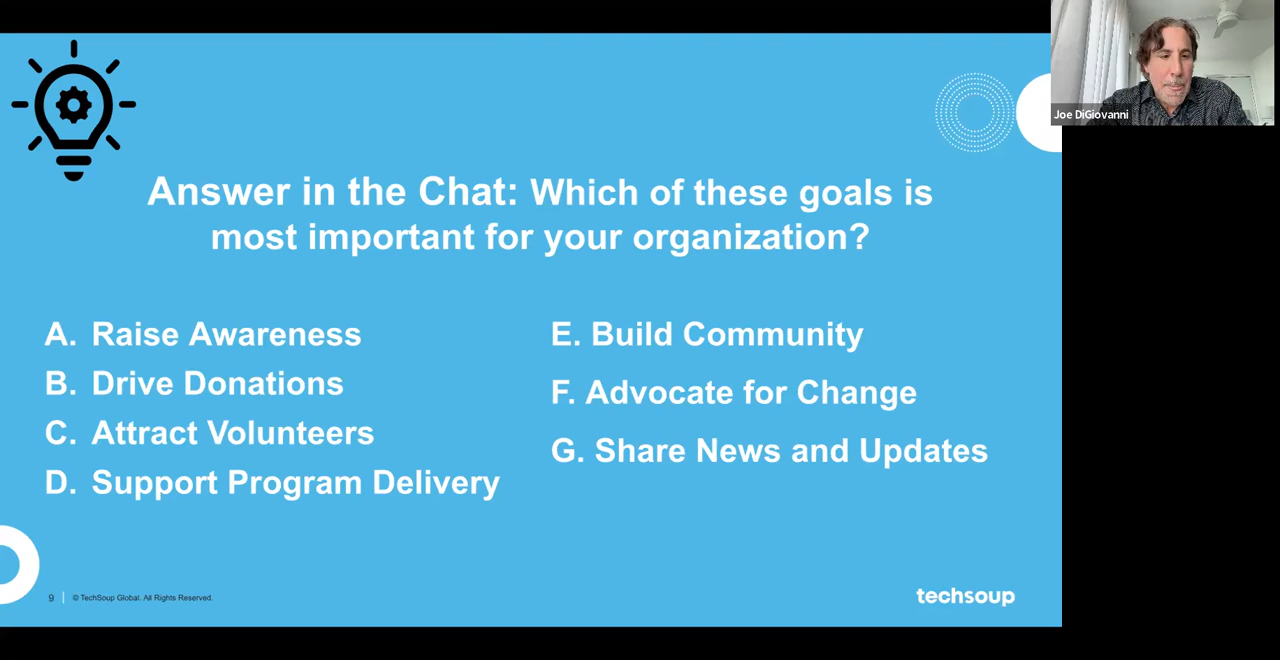 Joe DiGiovanni
Answer in the Chat: Which of these goals is
most important for your organization?
A. Raise Awareness
B. Drive Donations
C. Attract Volunteers
D. Support Program Delivery
E. Build Community
F. Advocate for Change
G. Share News and Updates
9
© TechSoup Global. All Rights Reserved.
techsoup